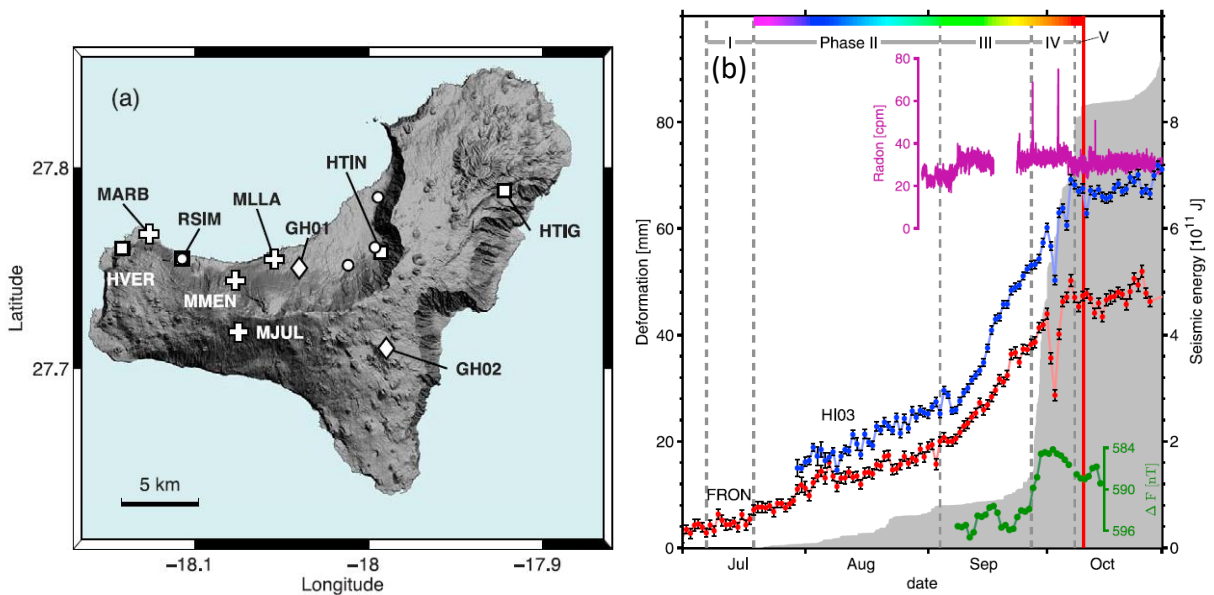 (a)
27.8
27.7
Latitude
MARB
RSIM
MLLA
HTIN
GH01
HTIG
HVER
MMEN
MJUL
GH02
5 km
−18.1
−18
−17.9
Longitude
(b)
I
Phase II
III
IV
V
80
60
40
20
0
Radon [cpm]
80
60
40
20
0
Deformation [mm]
8
6
4
2
0
Seismic energy [10¹¹ J]
HI03
FRON
584
590
596
Δ F [nT]
Jul
Aug
Sep
Oct
date